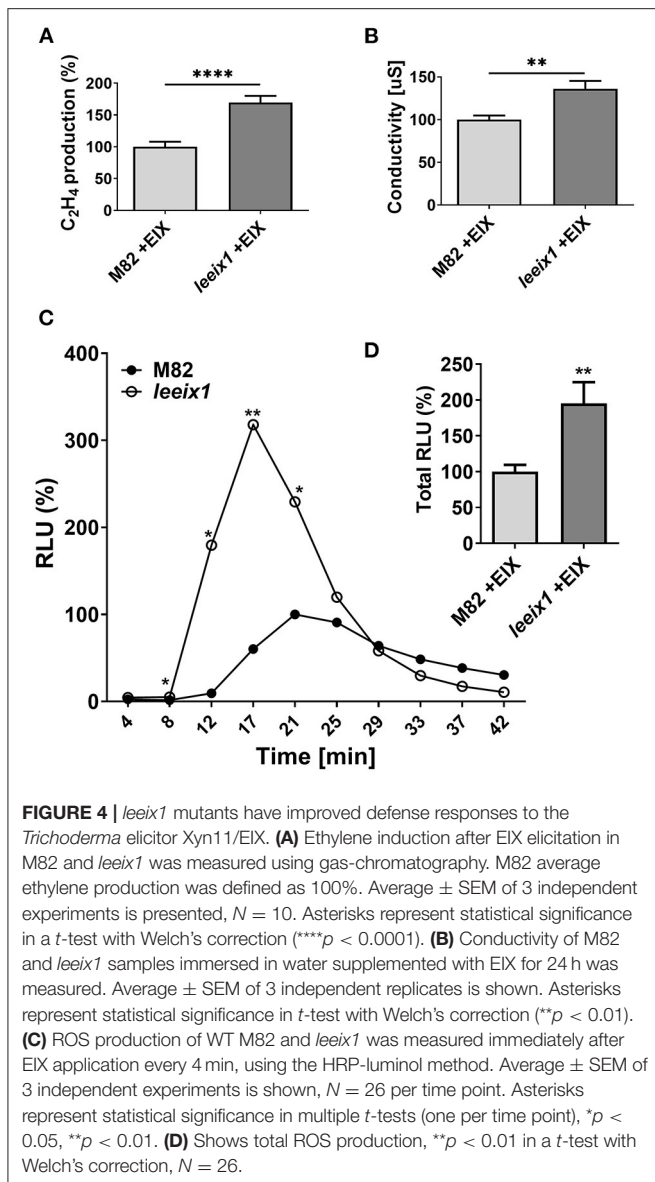 A
C2H4 production (%)
200
150
100
50
0
****
M82 +EIX
leeix1 +EIX
B
Conductivity [uS]
150
100
50
0
**
M82 +EIX
leeix1 +EIX
C
RLU (%)
400
300
200
100
0
M82
leeix1
*
*
**
*
4
8
12
17
21
25
29
33
37
42
Time [min]
D
Total RLU (%)
250
200
150
100
50
0
**
M82 +EIX
leeix1 +EIX
FIGURE 4 | leeix1 mutants have improved defense responses to the
Trichoderma elicitor Xyn11/EIX. (A) Ethylene induction after EIX elicitation in
M82 and leeix1 was measured using gas-chromatography. M82 average
ethylene production was defined as 100%. Average ± SEM of 3 independent
experiments is presented, N = 10. Asterisks represent statistical significance
in a t-test with Welch's correction (****p < 0.0001). (B) Conductivity of M82
and leeix1 samples immersed in water supplemented with EIX for 24 h was
measured. Average ± SEM of 3 independent replicates is shown. Asterisks
represent statistical significance in t-test with Welch's correction (**p < 0.01).
(C) ROS production of WT M82 and leeix1 was measured immediately after
EIX application every 4 min, using the HRP-luminol method. Average ± SEM of
3 independent experiments is shown, N = 26 per time point. Asterisks
represent statistical significance in multiple t-tests (one per time point), *p <
0.05, **p < 0.01. (D) Shows total ROS production, **p < 0.01 in a t-test with
Welch's correction, N = 26.